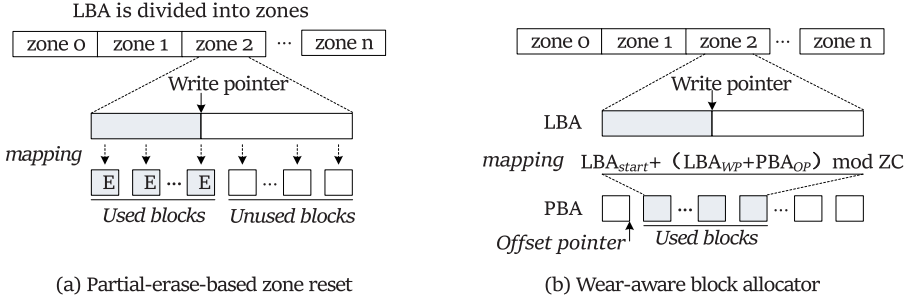 LBA is divided into zones
zone 0 zone 1 zone 2 ... zone n
Write pointer
mapping
E E ... E ...
Used blocks Unused blocks
(a) Partial-erase-based zone reset
zone 0 zone 1 zone 2 ... zone n
Write pointer
LBA
mapping LBAstart+（LBAWP+PBAOP）mod ZC
PBA ... ...
Offset pointer Used blocks
(b) Wear-aware block allocator